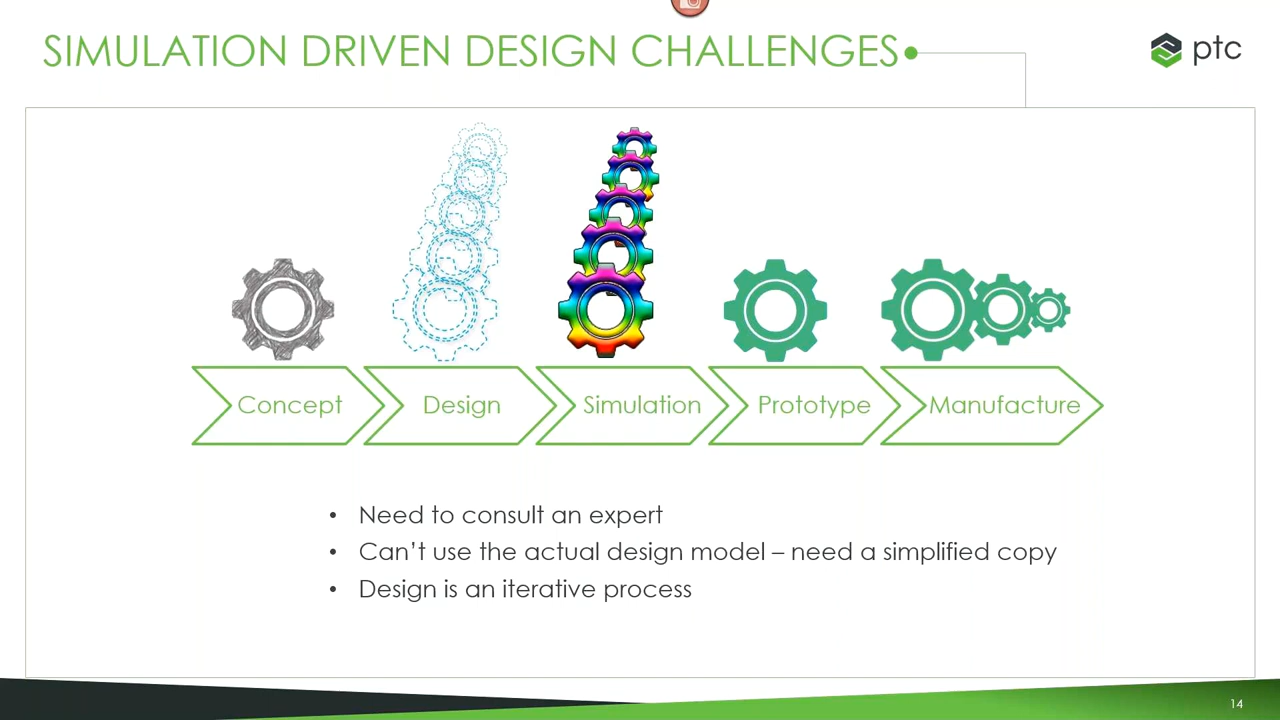 SIMULATION DRIVEN DESIGN CHALLENGES
ptc
Concept
Design
Simulation
Prototype
Manufacture
• Need to consult an expert
• Can’t use the actual design model – need a simplified copy
• Design is an iterative process
14